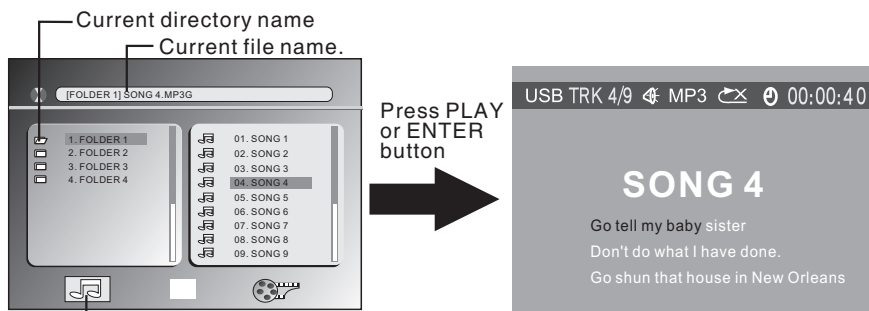 Current directory name
Current file name.
[FOLDER 1] SONG 4.MP3G
1. FOLDER 1
2. FOLDER 2
3. FOLDER 3
4. FOLDER 4
01. SONG 1
02. SONG 2
03. SONG 3
04. SONG 4
05. SONG 5
06. SONG 6
07. SONG 7
08. SONG 8
09. SONG 9
Press PLAY
or ENTER
button
USB TRK 4/9 MP3 00:00:40
SONG 4
Go tell my baby sister
Don't do what I have done.
Go shun that house in New Orleans